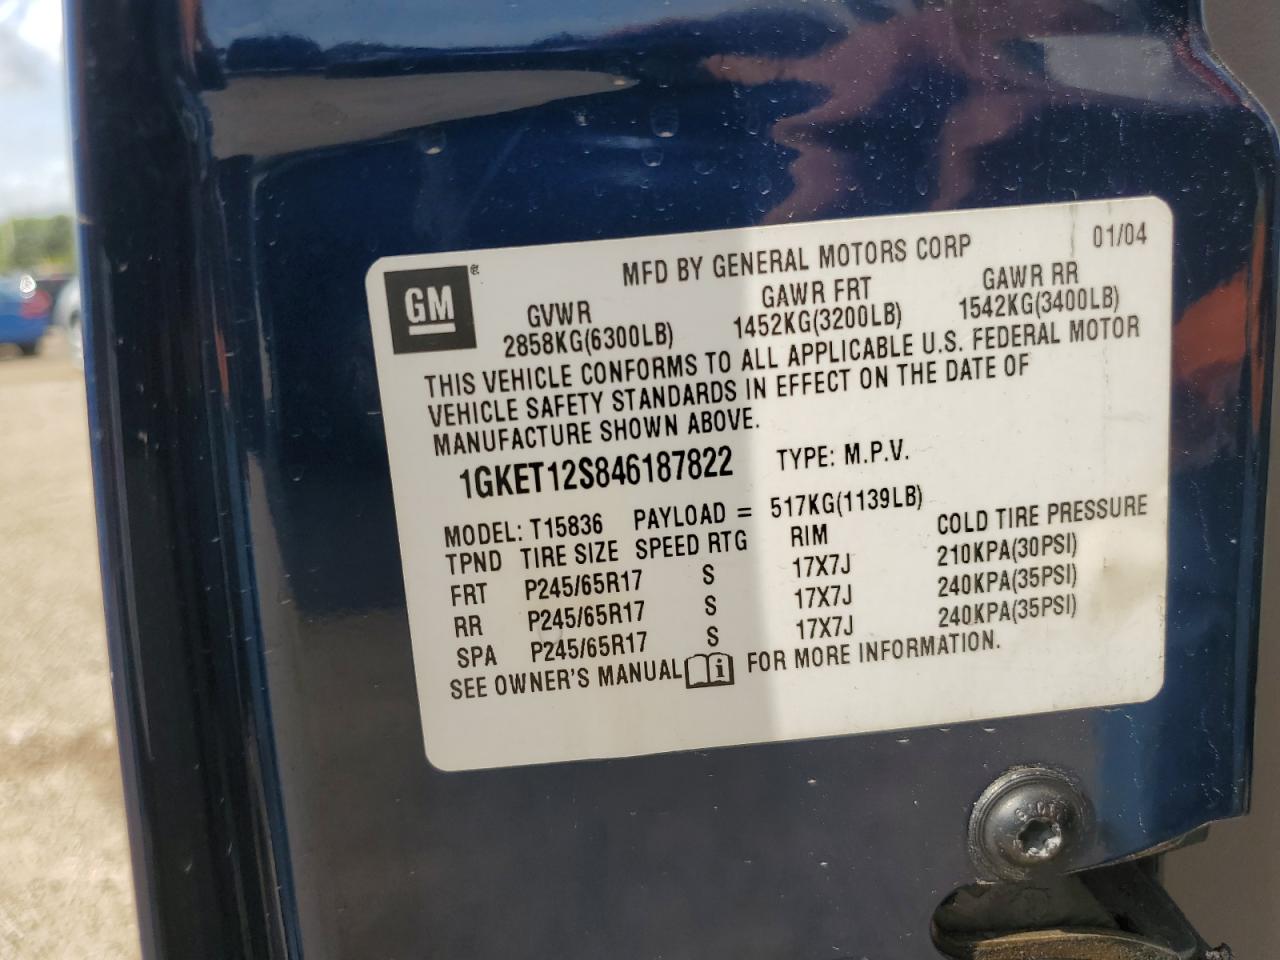 GM®
MFD BY GENERAL MOTORS CORP 01/04
GVWR GAWR FRT GAWR RR
2858KG(6300LB) 1452KG(3200LB) 1542KG(3400LB)
THIS VEHICLE CONFORMS TO ALL APPLICABLE U.S. FEDERAL MOTOR
VEHICLE SAFETY STANDARDS IN EFFECT ON THE DATE OF
MANUFACTURE SHOWN ABOVE.
1GKET12S846187822 TYPE: M.P.V.
MODEL: T15836 PAYLOAD = 517KG(1139LB)
TPND TIRE SIZE SPEED RTG RIM COLD TIRE PRESSURE
FRT P245/65R17 S 17X7J 210KPA(30PSI)
RR P245/65R17 S 17X7J 240KPA(35PSI)
SPA P245/65R17 S 17X7J 240KPA(35PSI)
SEE OWNER'S MANUAL i FOR MORE INFORMATION.